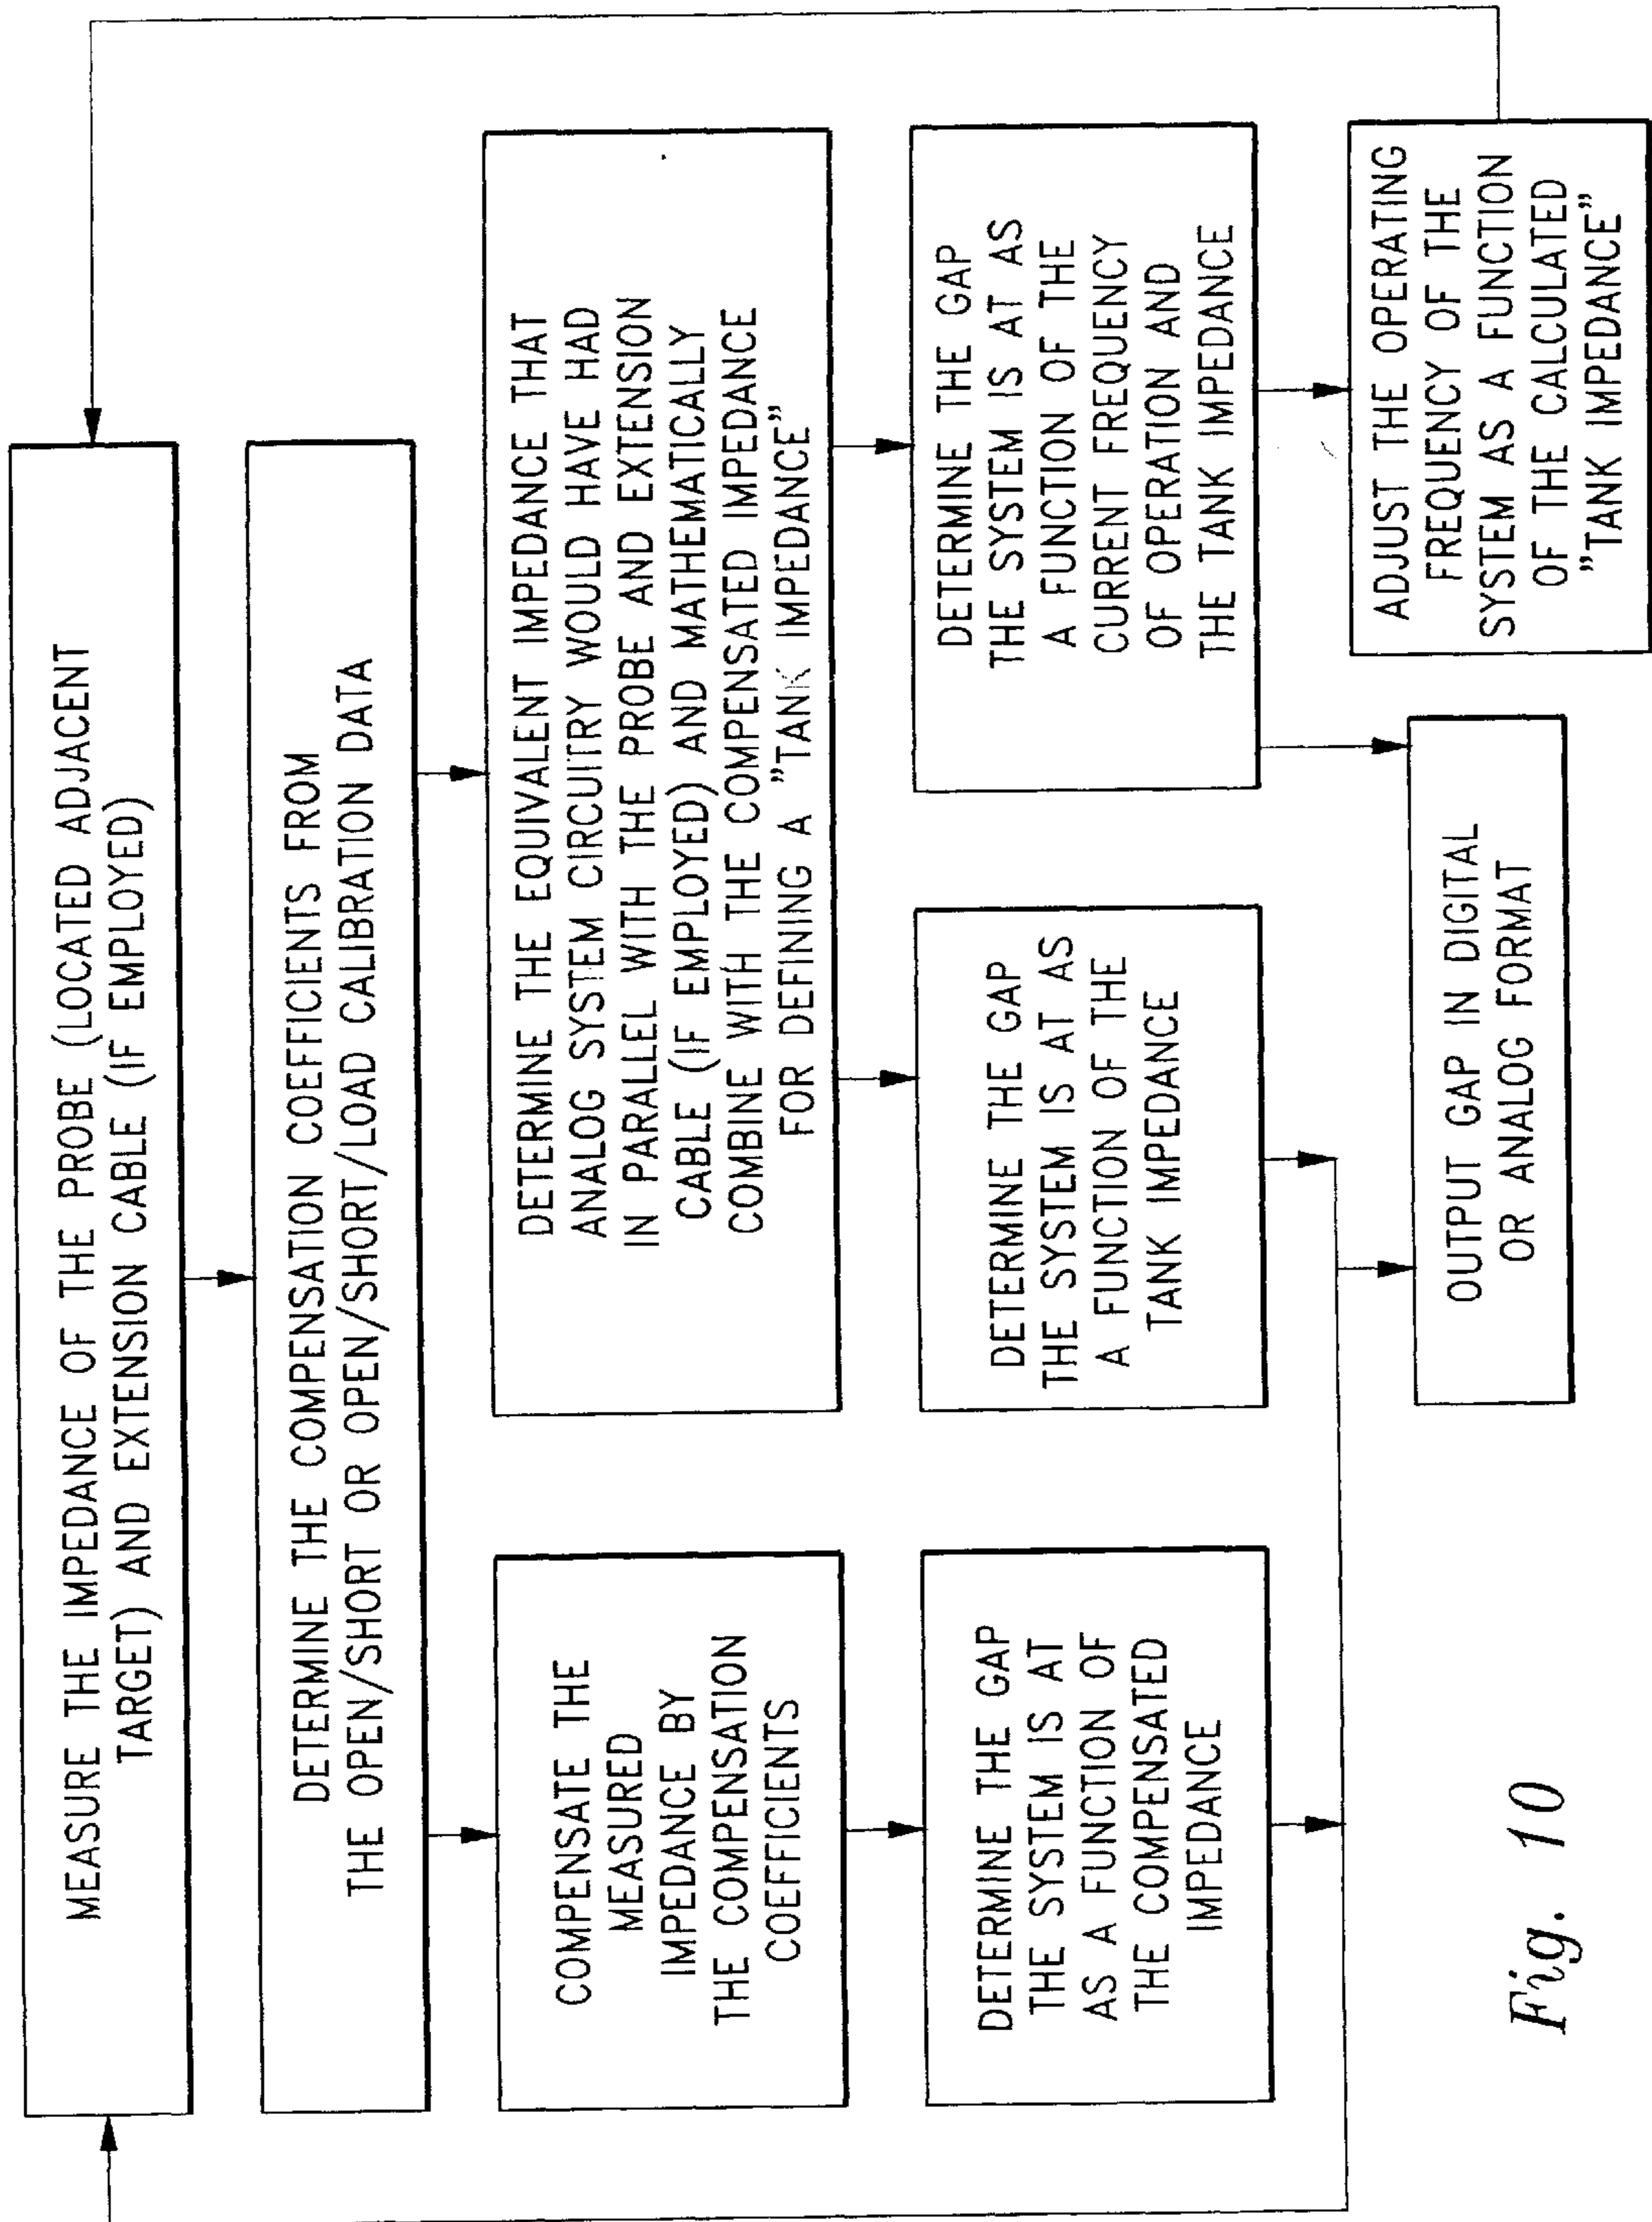 MEASURE THE IMPEDANCE OF THE PROBE (LOCATED ADJACENT
TARGET) AND EXTENSION CABLE (IF EMPLOYED)
DETERMINE THE COMPENSATION COEFFICIENTS FROM
THE OPEN/SHORT OR OPEN/SHORT/LOAD CALIBRATION DATA
COMPENSATE THE
MEASURED
IMPEDANCE BY
THE COMPENSATION
COEFFICIENTS
DETERMINE THE EQUIVALENT IMPEDANCE THAT
ANALOG SYSTEM CIRCUITRY WOULD HAVE HAD
IN PARALLEL WITH THE PROBE AND EXTENSION
CABLE (IF EMPLOYED) AND MATHEMATICALLY
COMBINE WITH THE COMPENSATED IMPEDANCE
FOR DEFINING A "TANK IMPEDANCE"
DETERMINE THE GAP
THE SYSTEM IS AT
AS A FUNCTION OF
THE COMPENSATED
IMPEDANCE
DETERMINE THE GAP
THE SYSTEM IS AT AS
A FUNCTION OF THE
TANK IMPEDANCE
DETERMINE THE GAP
THE SYSTEM IS AT AS
A FUNCTION OF THE
CURRENT FREQUENCY
OF OPERATION AND
THE TANK IMPEDANCE
OUTPUT GAP IN DIGITAL
OR ANALOG FORMAT
ADJUST THE OPERATING
FREQUENCY OF THE
SYSTEM AS A FUNCTION
OF THE CALCULATED
"TANK IMPEDANCE"
Fig. 10